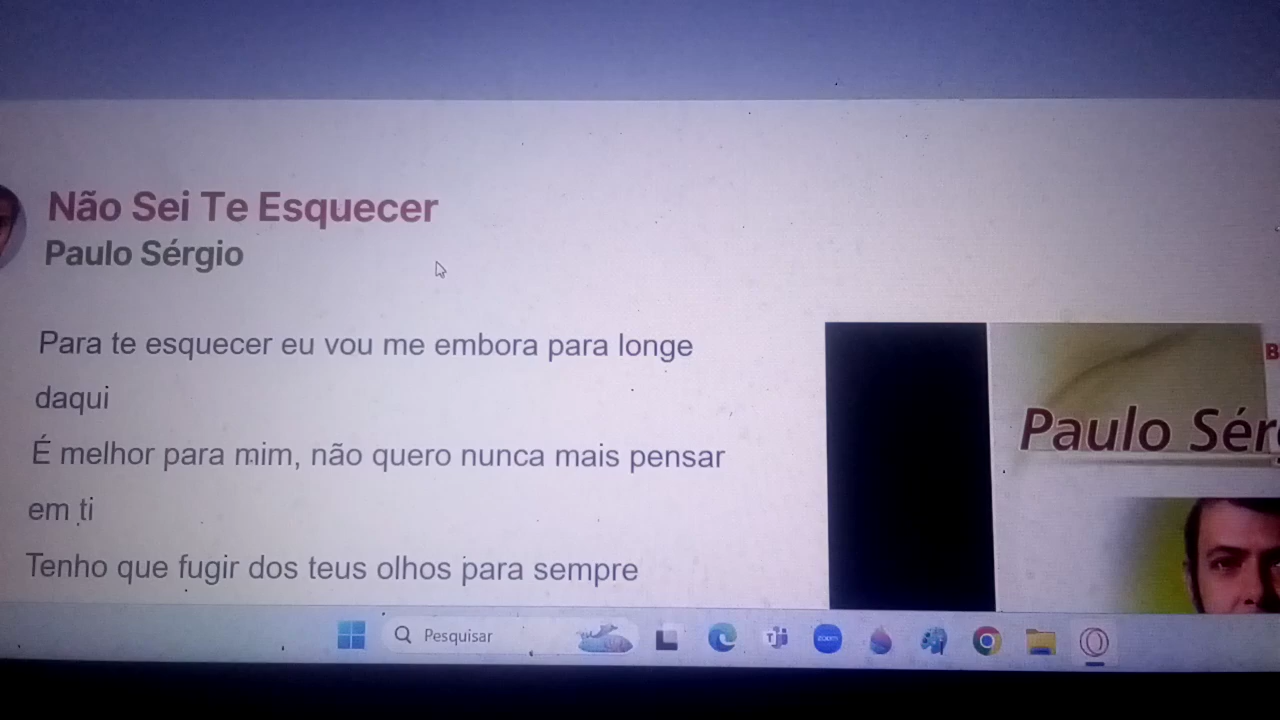 Não Sei Te Esquecer
Paulo Sérgio
Para te esquecer eu vou me embora para longe
daqui
É melhor para mim, não quero nunca mais pensar
em ti
Tenho que fugir dos teus olhos para sempre
B
Paulo Sér
Pesquisar
zoom